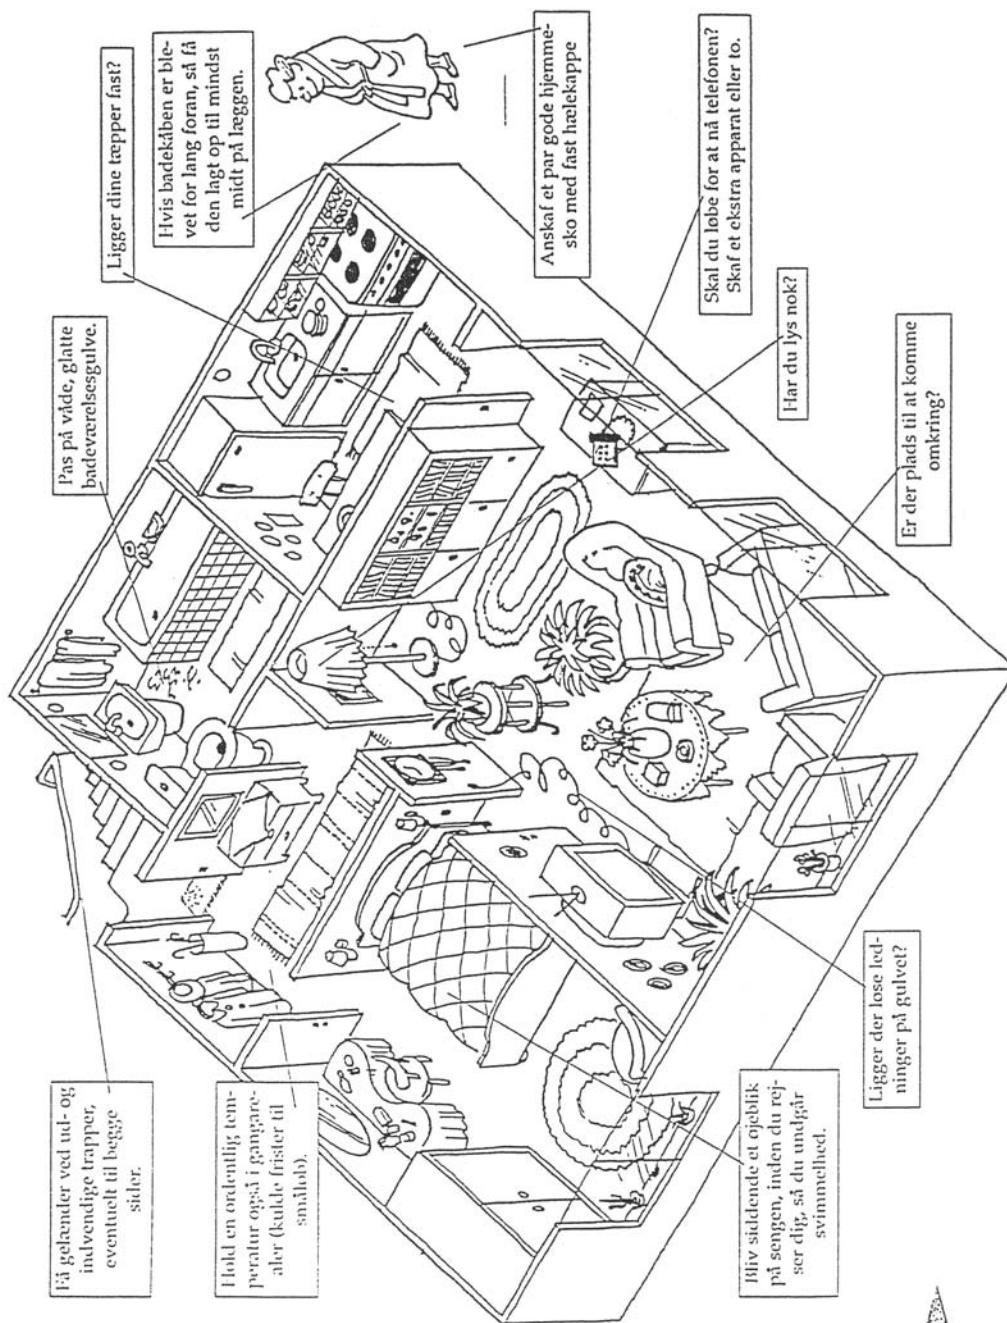 Få gelænder ved ud- og
indvendige trapper,
eventuelt til begge
sider.
Pas på våde, glatte
badeværelsesgulve.
Ligger dine tæpper fast?
Hvis badekåben er ble-
vet for lang foran, så få
den lagt op til mindst
midt på læggen.
Hold en ordentlig tem-
peratur også i gangare-
aler (kulde frister til
småløb).
Anskaf et par gode hjemme-
sko med fast hælekappe
Skal du løbe for at nå telefonen?
Skaf et ekstra apparat eller to.
Har du lys nok?
Er der plads til at komme
omkring?
Bliv siddende et øjeblik
på sengen, inden du rej-
ser dig, så du undgår
svimmelhed.
Ligger der løse led-
ninger på gulvet?